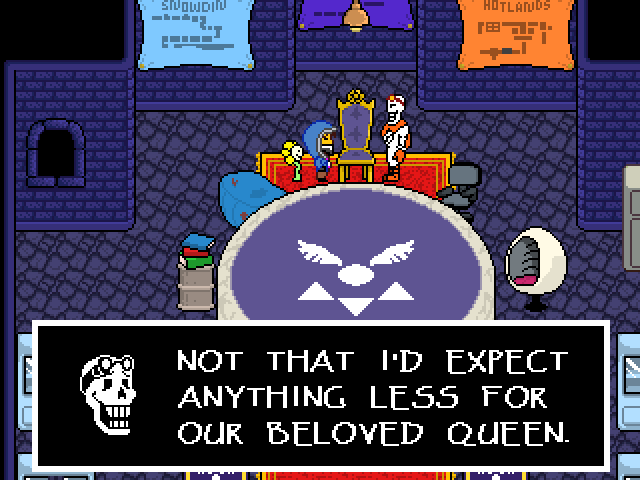 SNOWDIN
HOTLANDS
NOT THAT I'D EXPECT
ANYTHING LESS FOR
OUR BELOVED QUEEN.